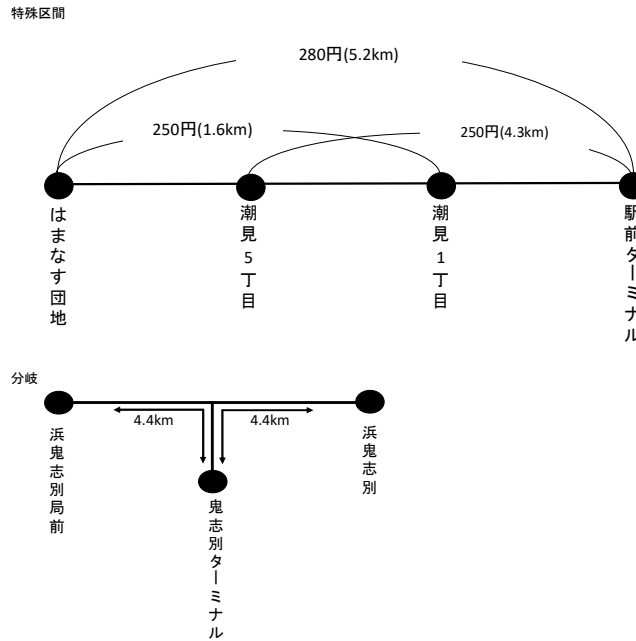 特殊区間
280円(5.2km)
250円(1.6km)
250円(4.3km)
はまなす団地
潮見5丁目
潮見1丁目
駅前ターミナル
分岐
4.4km
4.4km
浜鬼志別局前
鬼志別ターミナル
浜鬼志別